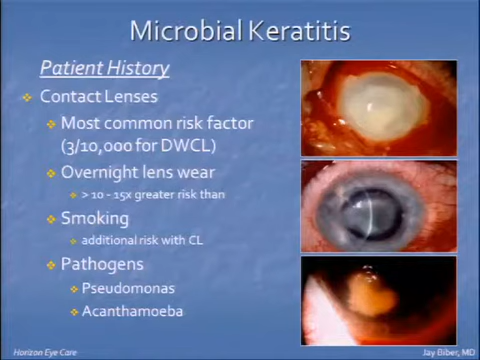 Microbial Keratitis
Patient History
Contact Lenses
Most common risk factor
(3/10,000 for DWCL)
Overnight lens wear
> 10 - 15x greater risk than
Smoking
additional risk with CL
Pathogens
Pseudomonas
Acanthamoeba
Horizon Eye Care
Jay Biber, MD